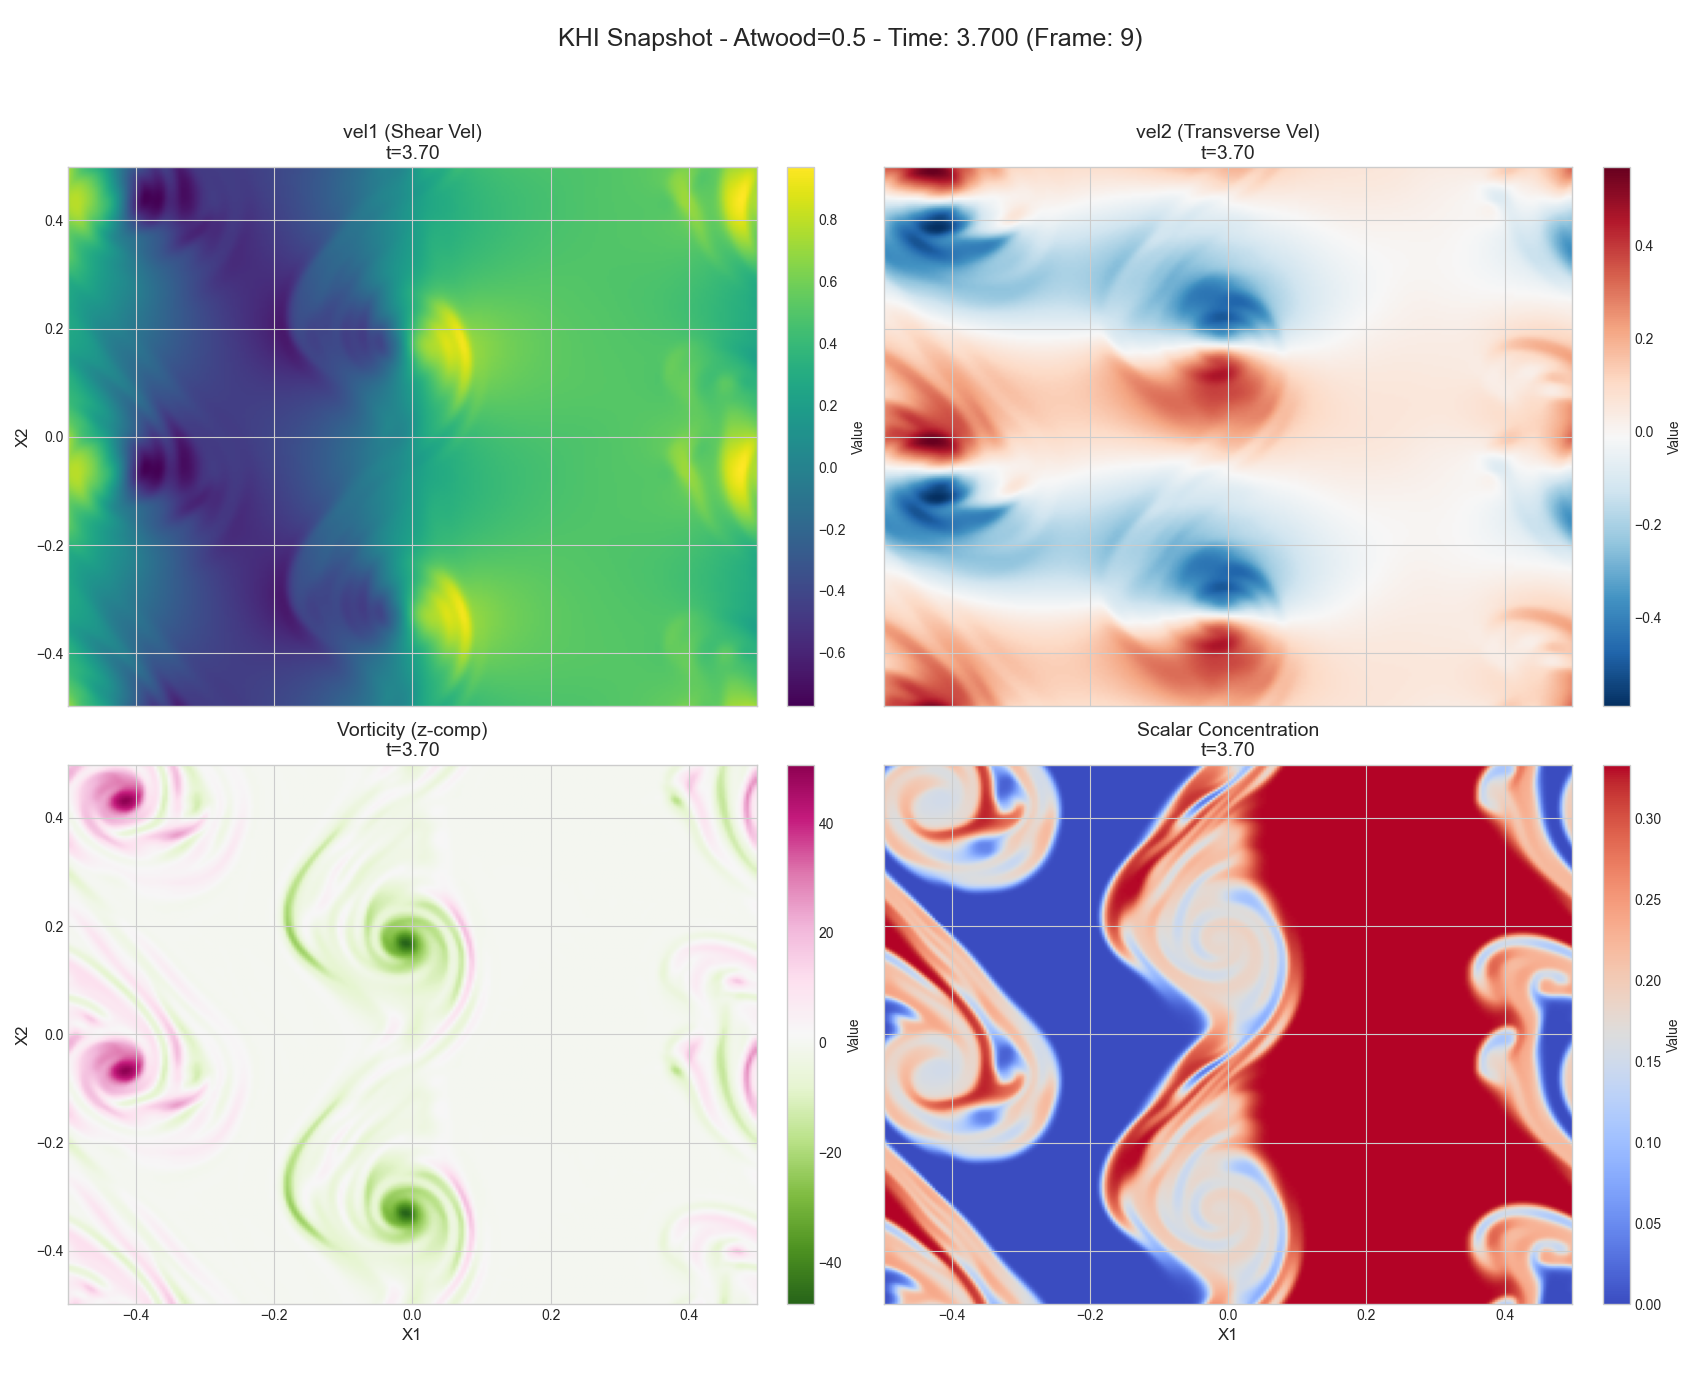 KHI Snapshot - Atwood=0.5 - Time: 3.700 (Frame: 9)
vel1 (Shear Vel)
t=3.70
X2
0.4
0.2
0.0
−0.2
−0.4
0.8
0.6
0.4
0.2
0.0
−0.2
−0.4
−0.6
Value
vel2 (Transverse Vel)
t=3.70
0.4
0.2
0.0
−0.2
−0.4
Value
Vorticity (z-comp)
t=3.70
X2
0.4
0.2
0.0
−0.2
−0.4
−0.4
−0.2
0.0
0.2
0.4
X1
40
20
0
−20
−40
Value
Scalar Concentration
t=3.70
−0.4
−0.2
0.0
0.2
0.4
X1
0.30
0.25
0.20
0.15
0.10
0.05
0.00
Value